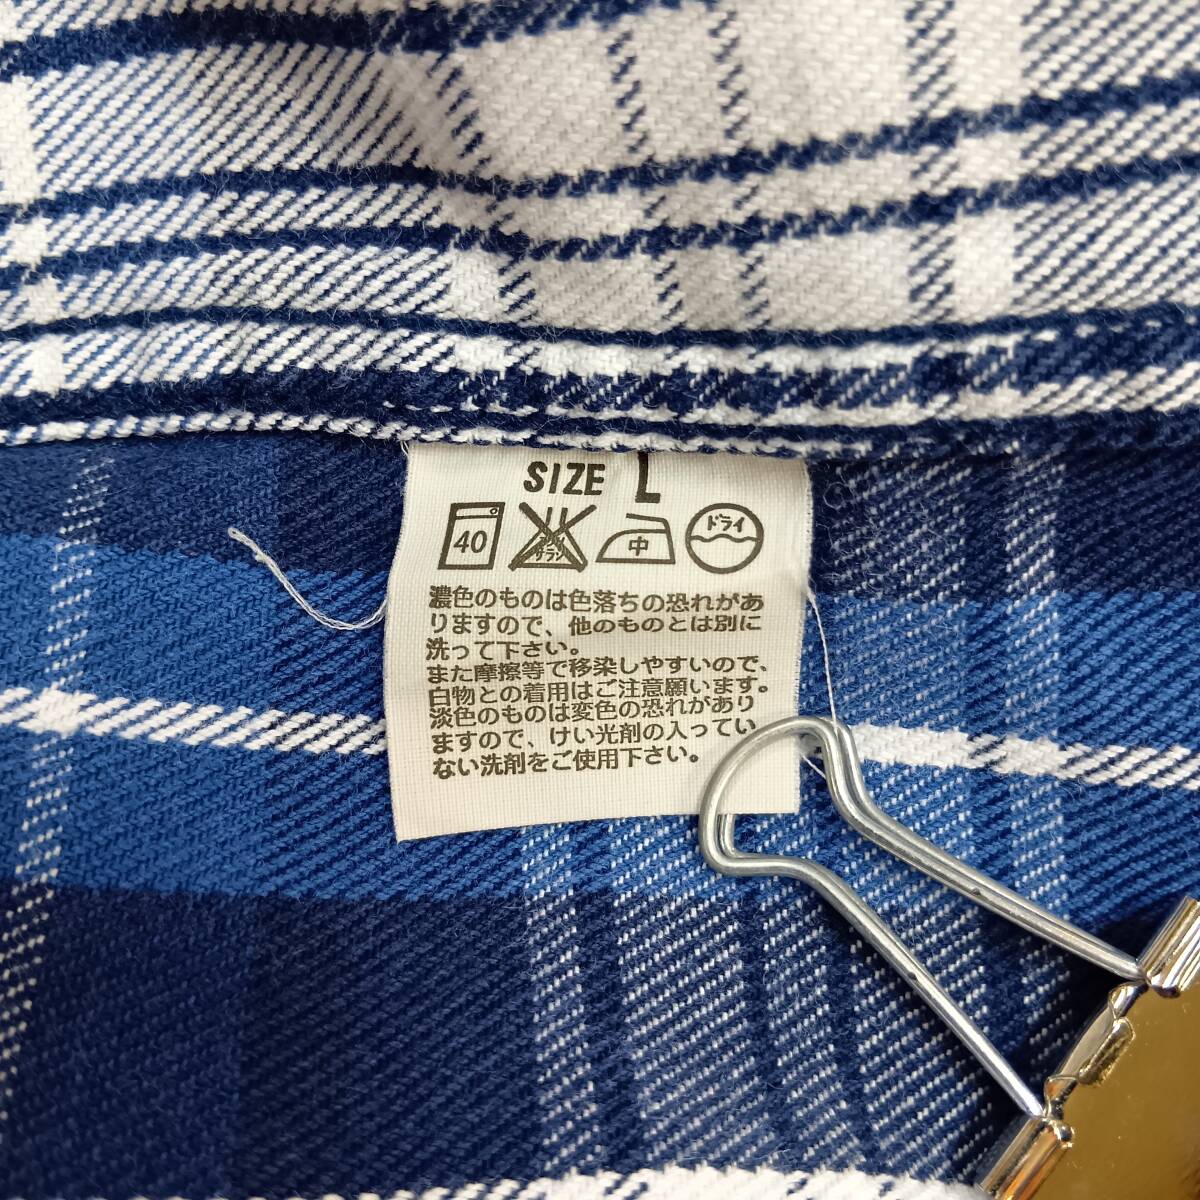 SIZE L
40 エンソ サラシ 中 ドライ
濃色のものは色落ちの恐れがあ
りますので、他のものとは別に
洗って下さい。
また摩擦等で移染しやすいので、
白物との着用はご注意願います。
淡色のものは変色の恐れがあり
ますので、けい光剤の入ってい
ない洗剤をご使用下さい。